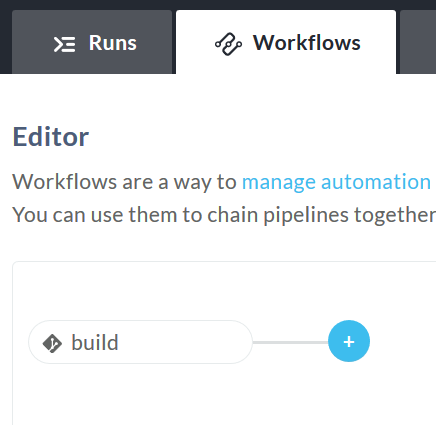 Runs
Workflows
Editor
Workflows are a way to manage automation
You can use them to chain pipelines together
build
+